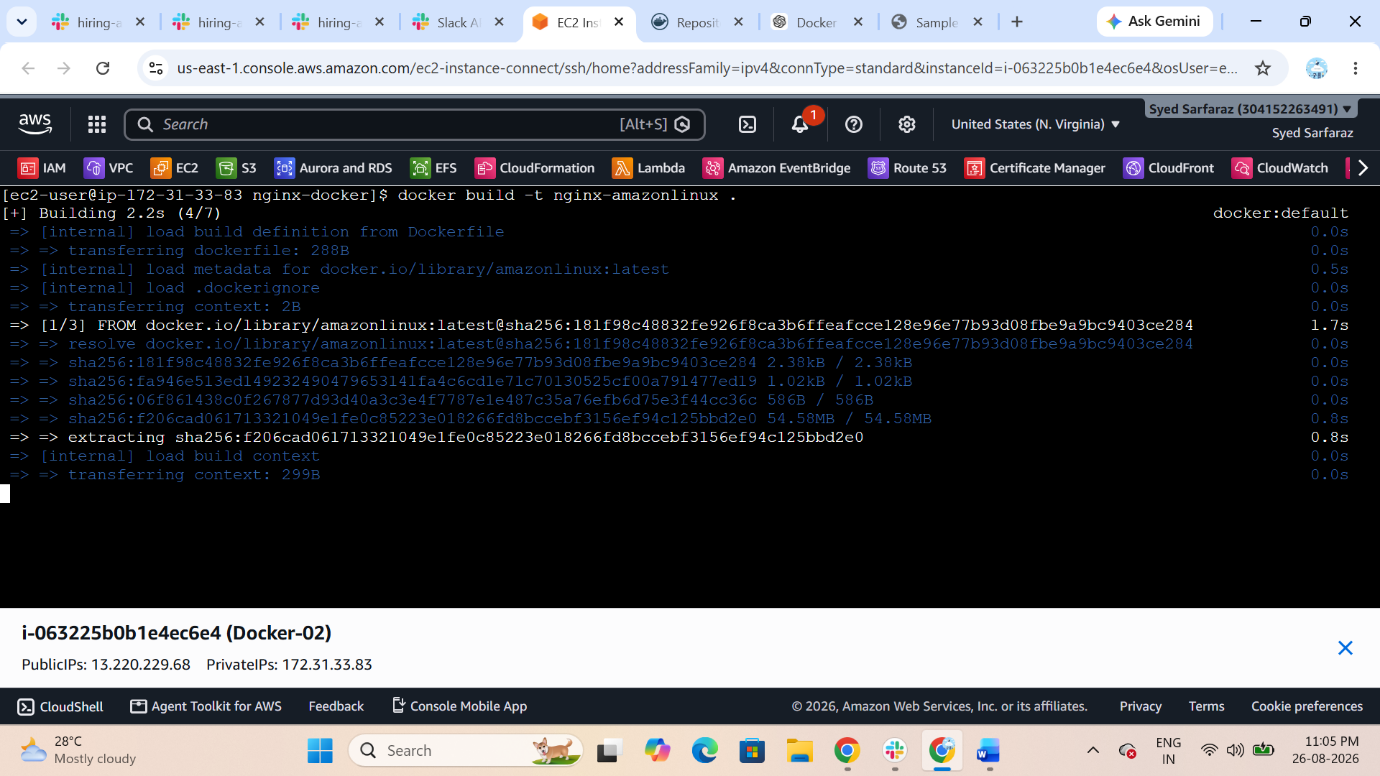 hiring-a
hiring-a
hiring-a
Slack A
EC2 Ins
Reposit
Docker
Sample
Ask Gemini
us-east-1.console.aws.amazon.com/ec2-instance-connect/ssh/home?addressFamily=ipv4&connType=standard&instanceId=i-063225b0b1e4ec6e4&osUser=e...
aws
Search
[Alt+S]
1
United States (N. Virginia)
Syed Sarfaraz (304152263491)
Syed Sarfaraz
IAM
VPC
EC2
S3
Aurora and RDS
EFS
CloudFormation
Lambda
Amazon EventBridge
Route 53
Certificate Manager
CloudFront
CloudWatch
[ec2-user@ip-172-31-33-83 nginx-docker]$ docker build -t nginx-amazonlinux .
[+] Building 2.2s (4/7) docker:default
=> [internal] load build definition from Dockerfile 0.0s
=> => transferring dockerfile: 288B 0.0s
=> [internal] load metadata for docker.io/library/amazonlinux:latest 0.5s
=> [internal] load .dockerignore 0.0s
=> => transferring context: 2B 0.0s
=> [1/3] FROM docker.io/library/amazonlinux:latest@sha256:181f98c48832fe926f8ca3b6ffeafcce128e96e77b93d08fbe9a9bc9403ce284 1.7s
=> => resolve docker.io/library/amazonlinux:latest@sha256:181f98c48832fe926f8ca3b6ffeafcce128e96e77b93d08fbe9a9bc9403ce284 0.0s
=> => sha256:181f98c48832fe926f8ca3b6ffeafcce128e96e77b93d08fbe9a9bc9403ce284 2.38kB / 2.38kB 0.0s
=> => sha256:fa946e513ed149232490479653141fa4c6cd1e71c70130525cf00a791477ed19 1.02kB / 1.02kB 0.0s
=> => sha256:06f861438c0f267877d93d40a3c3e4f7787e1e487c35a76efb6d75e3f44cc36c 586B / 586B 0.0s
=> => sha256:f206cad061713321049e1fe0c85223e018266fd8bccebf3156ef94c125bbd2e0 54.58MB / 54.58MB 0.8s
=> => extracting sha256:f206cad061713321049e1fe0c85223e018266fd8bccebf3156ef94c125bbd2e0 0.8s
=> [internal] load build context 0.0s
=> => transferring context: 299B 0.0s
i-063225b0b1e4ec6e4 (Docker-02)
PublicIPs: 13.220.229.68 PrivateIPs: 172.31.33.83
CloudShell
Agent Toolkit for AWS
Feedback
Console Mobile App
© 2026, Amazon Web Services, Inc. or its affiliates.
Privacy
Terms
Cookie preferences
28°C
Mostly cloudy
Search
ENG
IN
11:05 PM
26-08-2026